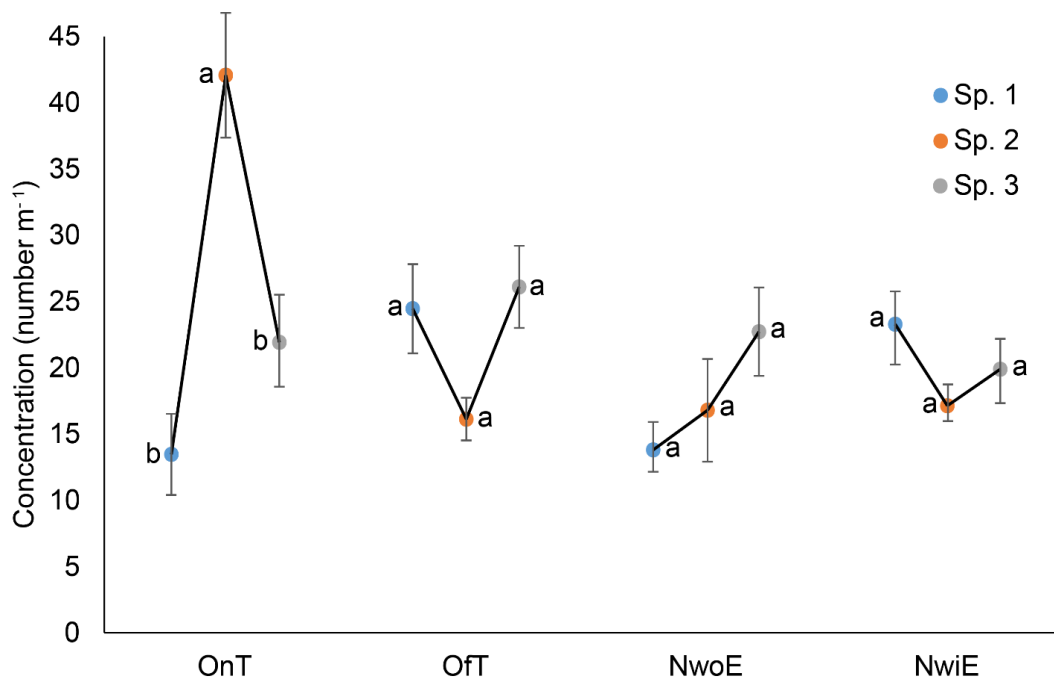 Concentration (number m⁻¹)
45
40
35
30
25
20
15
10
5
0
a
b
b
a
a
a
a
a
a
a
a
a
Sp. 1
Sp. 2
Sp. 3
OnT OfT NwoE NwiE